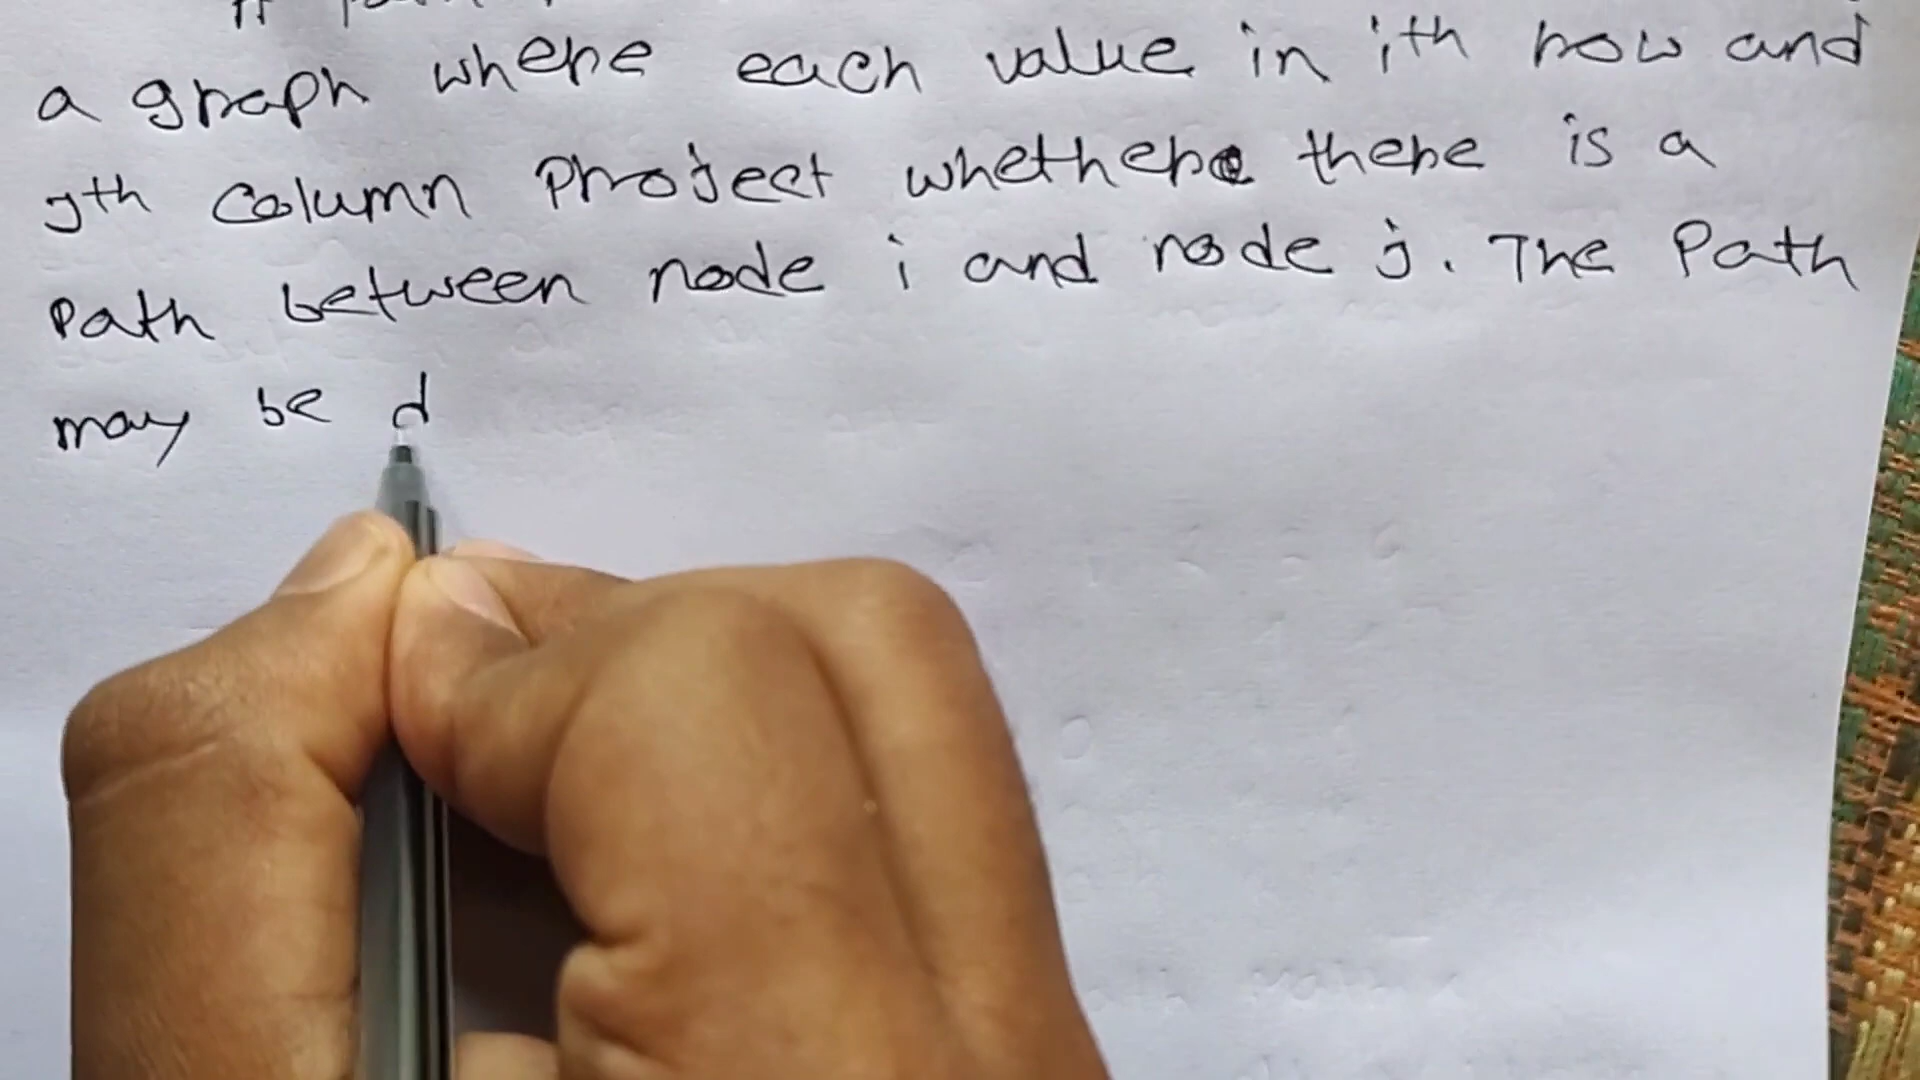 a graph where each value in ith row and
jth column project whether there is a
path between node i and node j. The path
may be d